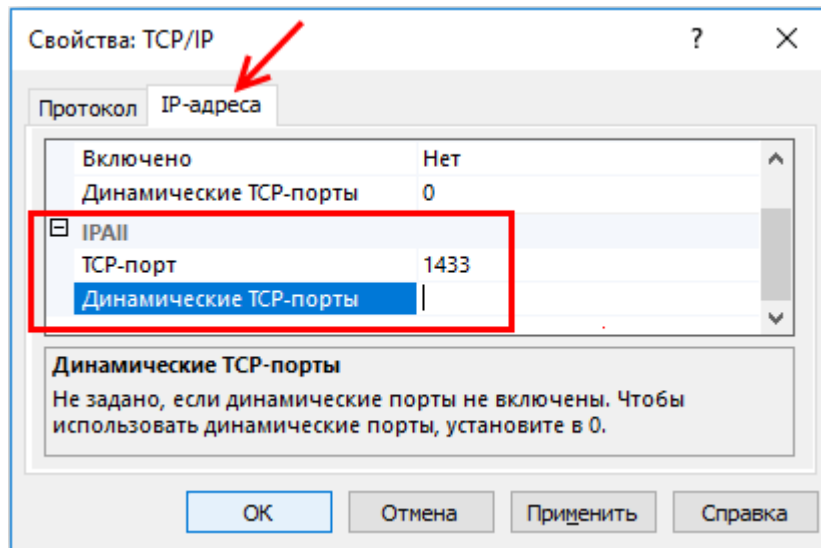 Свойства: TCP/IP ?
Протокол IP-адреса
Включено Нет
Динамические TCP-порты 0
IPAll
TCP-порт 1433
Динамические TCP-порты
Динамические TCP-порты
Не задано, если динамические порты не включены. Чтобы
использовать динамические порты, установите в 0.
OK Отмена Применить Справка